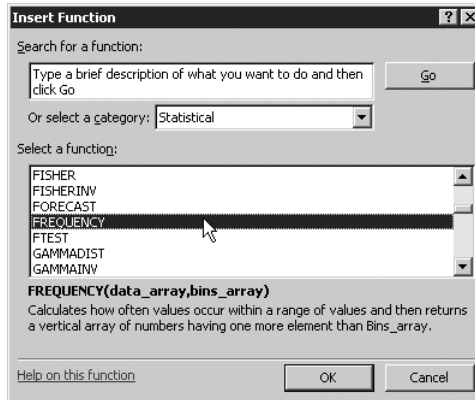 Insert Function
Search for a function:
Type a brief description of what you want to do and then
click Go
Go
Or select a category: Statistical
Select a function:
FISHER
FISHERINV
FORECAST
FREQUENCY
FTEST
GAMMADIST
GAMMAINV
FREQUENCY(data_array,bins_array)
Calculates how often values occur within a range of values and then returns
a vertical array of numbers having one more element than Bins_array.
Help on this function
OK
Cancel